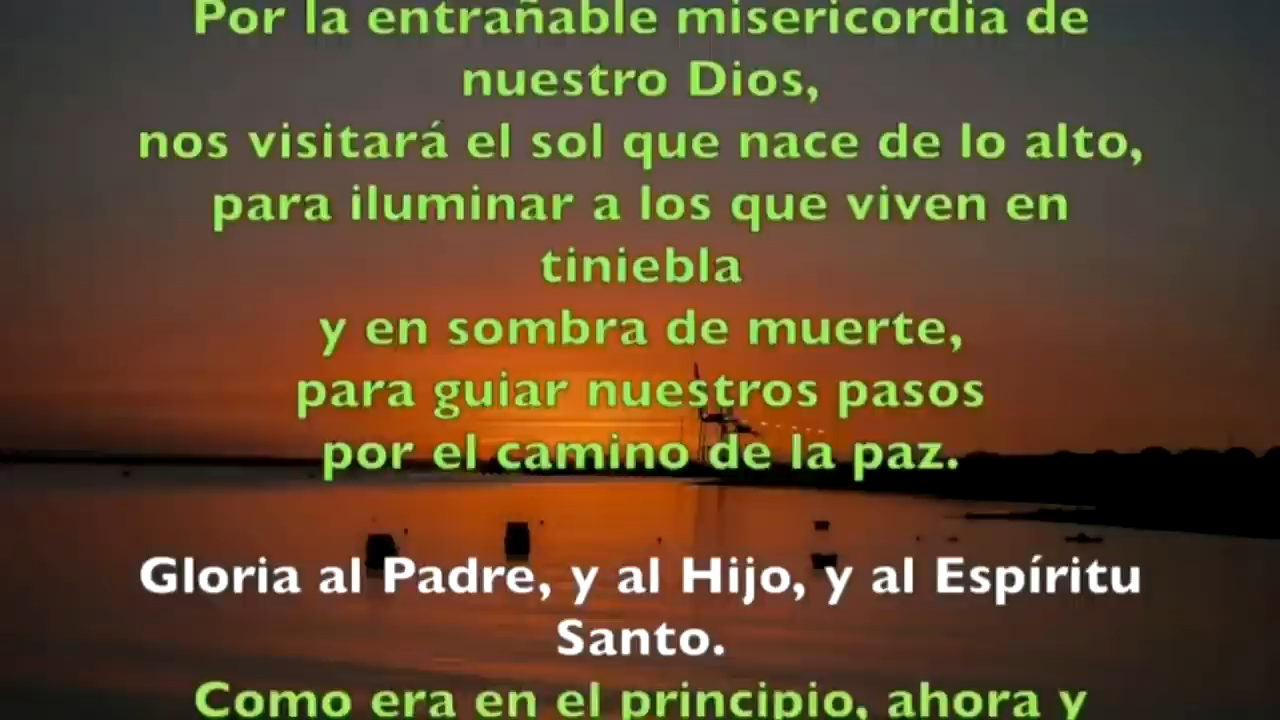 Por la entrañable misericordia de
nuestro Dios,
nos visitará el sol que nace de lo alto,
para iluminar a los que viven en
tiniebla
y en sombra de muerte,
para guiar nuestros pasos
por el camino de la paz.
Gloria al Padre, y al Hijo, y al Espíritu
Santo.
Como era en el principio, ahora y